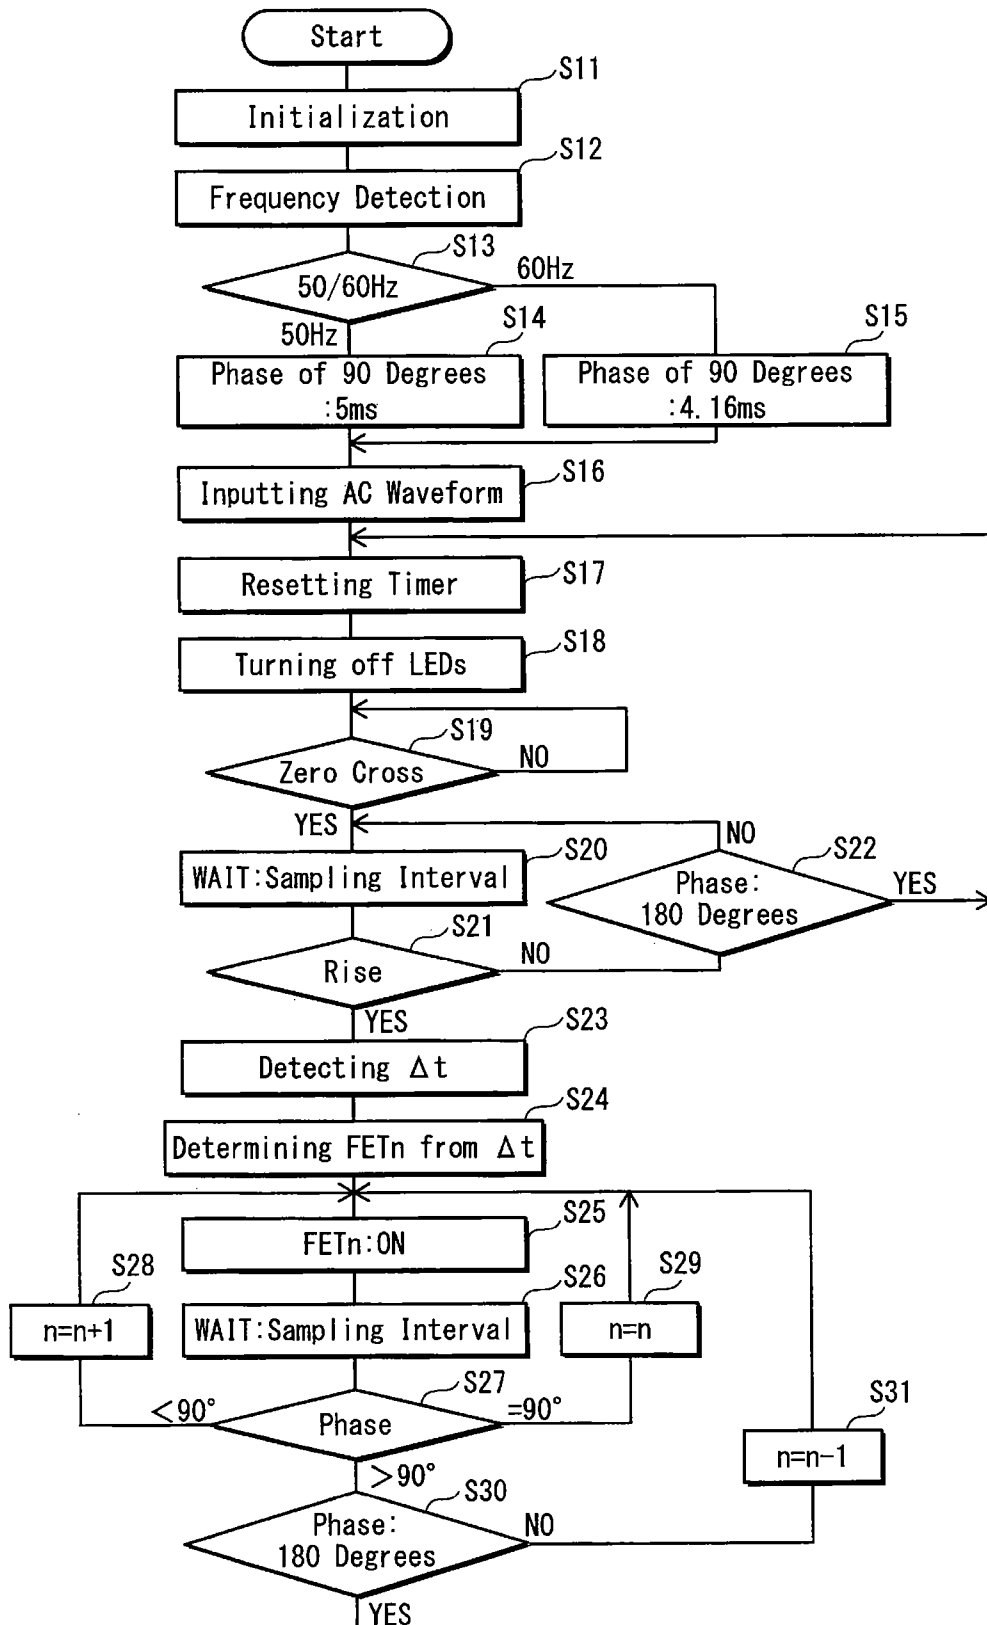 Start
S11
Initialization
S12
Frequency Detection
S13
50/60Hz
60Hz
50Hz
S14
Phase of 90 Degrees
:5ms
S15
Phase of 90 Degrees
:4.16ms
S16
Inputting AC Waveform
S17
Resetting Timer
S18
Turning off LEDs
S19
Zero Cross
NO
YES
S20
WAIT:Sampling Interval
NO
S22
Phase:
180 Degrees
YES
S21
Rise
NO
YES
S23
Detecting Δt
S24
Determining FETn from Δt
S25
FETn:ON
S28
n=n+1
S26
WAIT:Sampling Interval
S29
n=n
S27
Phase
<90°
=90°
>90°
S31
n=n-1
S30
Phase:
180 Degrees
NO
YES